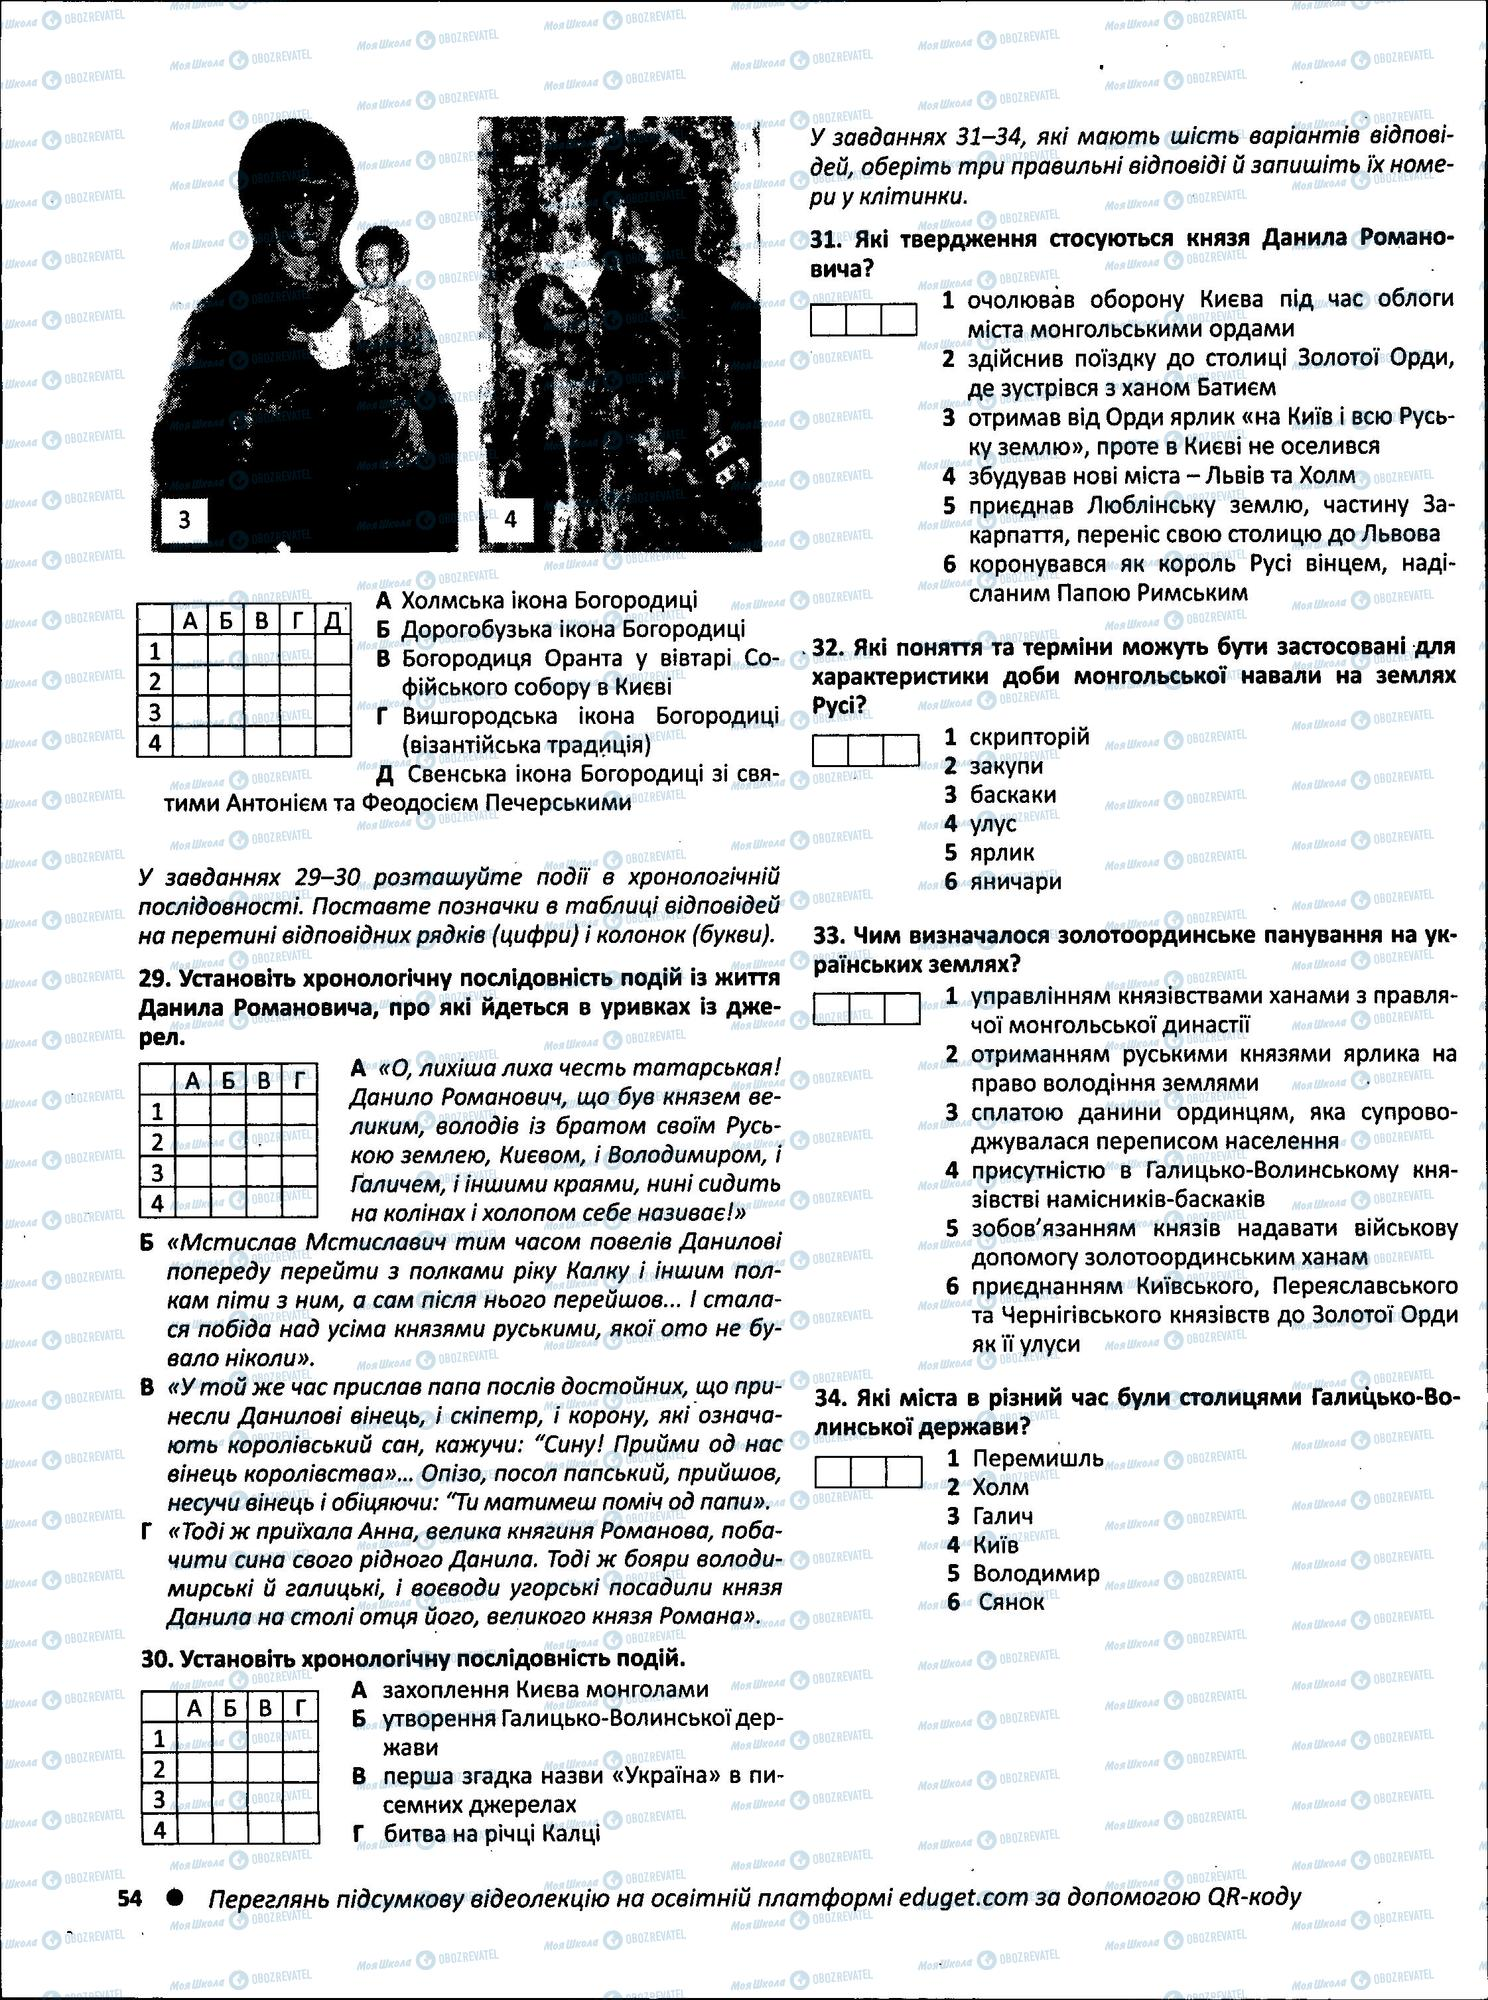 3
4
А Б В Г Д
1
2
3
4
А Холмська ікона Богородиці
Б Дорогобузька ікона Богородиці
В Богородиця Оранта у вівтарі Со-
фійського собору в Києві
Г Вишгородська ікона Богородиці
(візантійська традиція)
Д Свенська ікона Богородиці зі свя-
тими Антонієм та Феодосієм Печерськими
У завданнях 29–30 розташуйте події в хронологічній
послідовності. Поставте позначки в таблиці відповідей
на перетині відповідних рядків (цифри) і колонок (букви).
29. Установіть хронологічну послідовність подій із життя
Данила Романовича, про які йдеться в уривках із дже-
рел.
А Б В Г
1
2
3
4
А «О, лихіша лиха честь татарськая!
Данило Романович, що був князем ве-
ликим, володів із братом своїм Русь-
кою землею, Києвом, і Володимиром, і
Галичем, і іншими краями, нині сидить
на колінах і холопом себе називає!»
Б «Мстислав Мстиславич тим часом повелів Данилові
попереду перейти з полками ріку Калку і іншим пол-
кам піти з ним, а сам після нього перейшов... І стала-
ся побіда над усіма князями руськими, якої ото не бу-
вало ніколи».
В «У той же час прислав папа послів достойних, що при-
несли Данилові вінець, і скіпетр, і корону, які означа-
ють королівський сан, кажучи: “Сину! Прийми од нас
вінець королівства»... Опізо, посол папський, прийшов,
несучи вінець і обіцяючи: “Ти матимеш поміч од папи».
Г «Тоді ж приїхала Анна, велика княгиня Романова, поба-
чити сина свого рідного Данила. Тоді ж бояри володи-
мирські й галицькі, і воєводи угорські посадили князя
Данила на столі отця його, великого князя Романа».
30. Установіть хронологічну послідовність подій.
А Б В Г
1
2
3
4
А захоплення Києва монголами
Б утворення Галицько-Волинської дер-
жави
В перша згадка назви «Україна» в пи-
семних джерелах
Г битва на річці Калці
У завданнях 31–34, які мають шість варіантів відпові-
дей, оберіть три правильні відповіді й запишіть їх номе-
ри у клітинки.
31. Які твердження стосуються князя Данила Романо-
вича?
1 очолював оборону Києва під час облоги
міста монгольськими ордами
2 здійснив поїздку до столиці Золотої Орди,
де зустрівся з ханом Батиєм
3 отримав від Орди ярлик «на Київ і всю Русь-
ку землю», проте в Києві не оселився
4 збудував нові міста – Львів та Холм
5 приєднав Люблінську землю, частину За-
карпаття, переніс свою столицю до Львова
6 коронувався як король Русі вінцем, наді-
сланим Папою Римським
32. Які поняття та терміни можуть бути застосовані для
характеристики доби монгольської навали на землях
Русі?
1 скрипторій
2 закупи
3 баскаки
4 улус
5 ярлик
6 яничари
33. Чим визначалося золотоординське панування на ук-
раїнських землях?
1 управлінням князівствами ханами з правля-
чої монгольської династії
2 отриманням руськими князями ярлика на
право володіння землями
3 сплатою данини ординцям, яка супрово-
джувалася переписом населення
4 присутністю в Галицько-Волинському кня-
зівстві намісників-баскаків
5 зобов’язанням князів надавати військову
допомогу золотоординським ханам
6 приєднанням Київського, Переяславського
та Чернігівського князівств до Золотої Орди
як її улуси
34. Які міста в різний час були столицями Галицько-Во-
линської держави?
1 Перемишль
2 Холм
3 Галич
4 Київ
5 Володимир
6 Сянок
54 ● Переглянь підсумкову відеолекцію на освітній платформі eduget.com за допомогою QR-коду